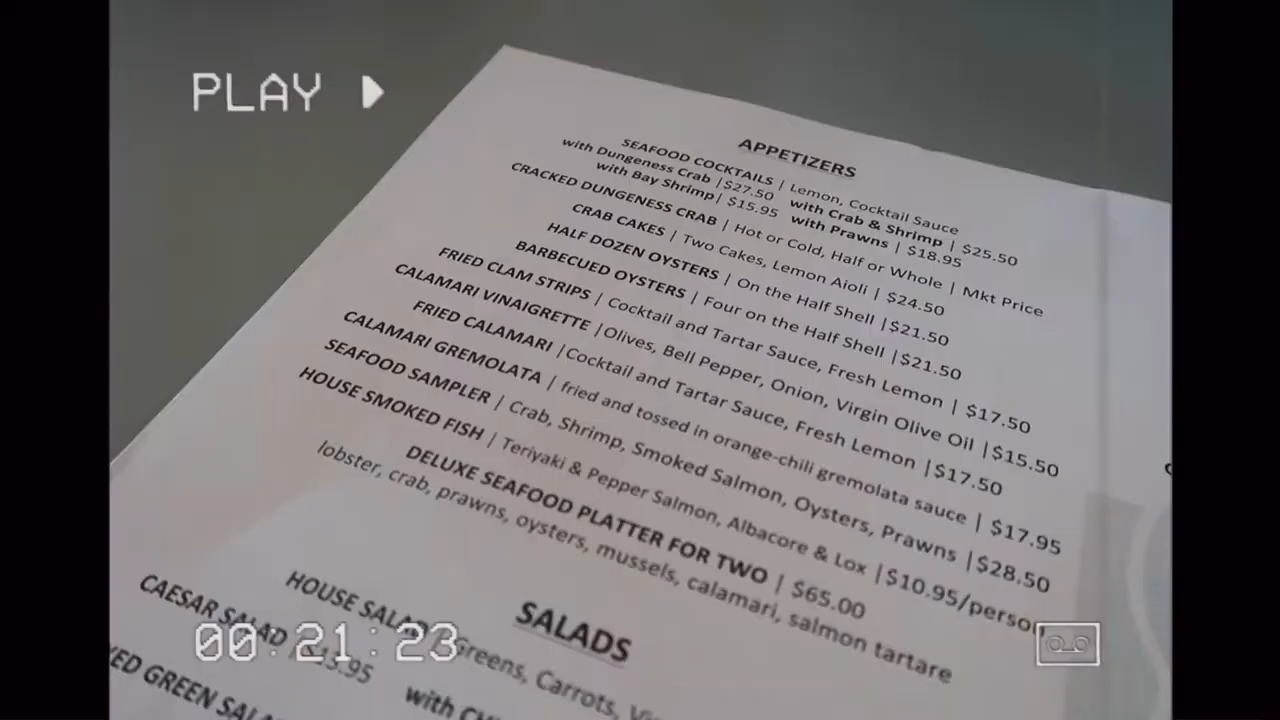 PLAY
APPETIZERS
SEAFOOD COCKTAILS | Lemon, Cocktail Sauce
with Dungeness Crab |$27.50 with Crab & Shrimp | $25.50
with Bay Shrimp| $15.95 with Prawns | $18.95
CRACKED DUNGENESS CRAB | Hot or Cold, Half or Whole | Mkt Price
CRAB CAKES | Two Cakes, Lemon Aioli | $24.50
HALF DOZEN OYSTERS | On the Half Shell |$21.50
BARBECUED OYSTERS | Four on the Half Shell |$21.50
FRIED CLAM STRIPS | Cocktail and Tartar Sauce, Fresh Lemon | $17.50
CALAMARI VINAIGRETTE |Olives, Bell Pepper, Onion, Virgin Olive Oil |$15.50
FRIED CALAMARI |Cocktail and Tartar Sauce, Fresh Lemon |$17.50
CALAMARI GREMOLATA | fried and tossed in orange-chili gremolata sauce | $17.95
SEAFOOD SAMPLER | Crab, Shrimp, Smoked Salmon, Oysters, Prawns |$28.50
HOUSE SMOKED FISH | Teriyaki & Pepper Salmon, Albacore & Lox |$10.95/person
DELUXE SEAFOOD PLATTER FOR TWO | $65.00
lobster, crab, prawns, oysters, mussels, calamari, salmon tartare
SALADS
HOUSE SALAD Greens, Carrots,
CAESAR SALAD | $13.95 with
GREEN
00:21:23